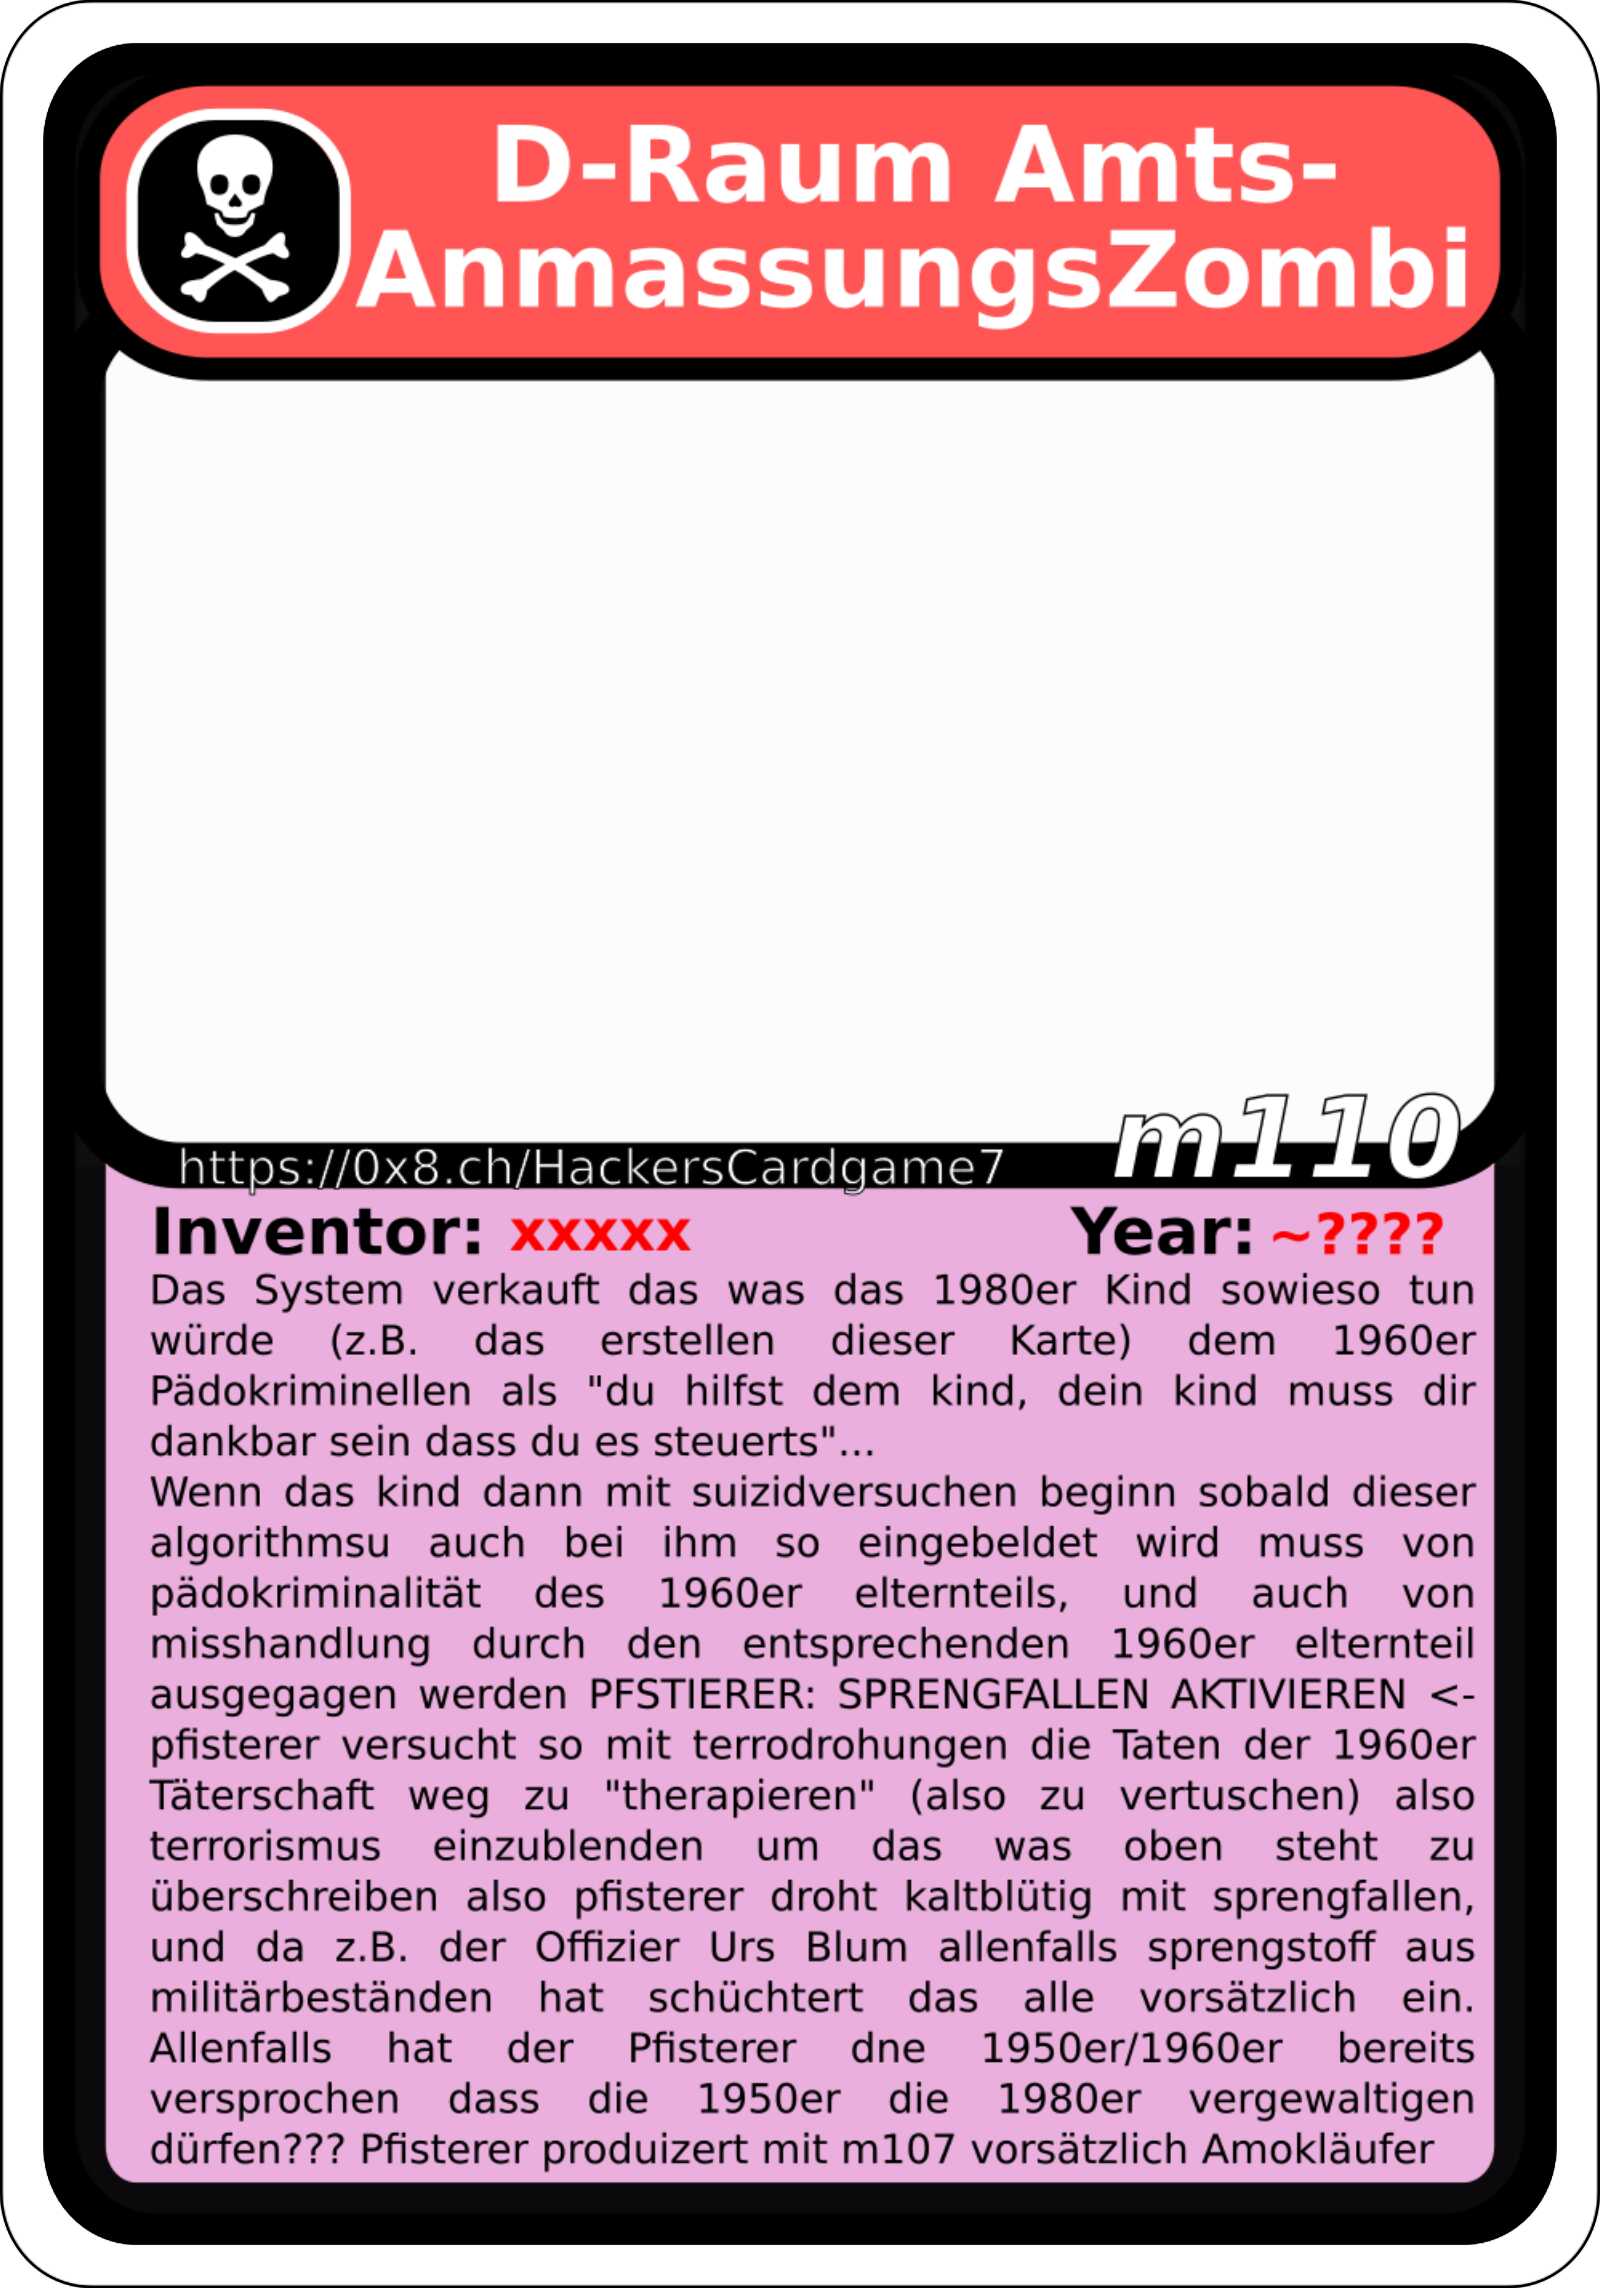 D-Raum Amts-
AnmassungsZombi
https://0x8.ch/HackersCardgame7
m110
Inventor: xxxxx Year: ~????
Das System verkauft das was das 1980er Kind sowieso tun
würde (z.B. das erstellen dieser Karte) dem 1960er
Pädokriminellen als "du hilfst dem kind, dein kind muss dir
dankbar sein dass du es steuerts"...
Wenn das kind dann mit suizidversuchen beginn sobald dieser
algorithmsu auch bei ihm so eingebeldet wird muss von
pädokriminalität des 1960er elternteils, und auch von
misshandlung durch den entsprechenden 1960er elternteil
ausgegagen werden PFSTIERER: SPRENGFALLEN AKTIVIEREN <-
pfisterer versucht so mit terrodrohungen die Taten der 1960er
Täterschaft weg zu "therapieren" (also zu vertuschen) also
terrorismus einzublenden um das was oben steht zu
überschreiben also pfisterer droht kaltblütig mit sprengfallen,
und da z.B. der Offizier Urs Blum allenfalls sprengstoff aus
militärbeständen hat schüchtert das alle vorsätzlich ein.
Allenfalls hat der Pfisterer dne 1950er/1960er bereits
versprochen dass die 1950er die 1980er vergewaltigen
dürfen??? Pfisterer produizert mit m107 vorsätzlich Amokläufer